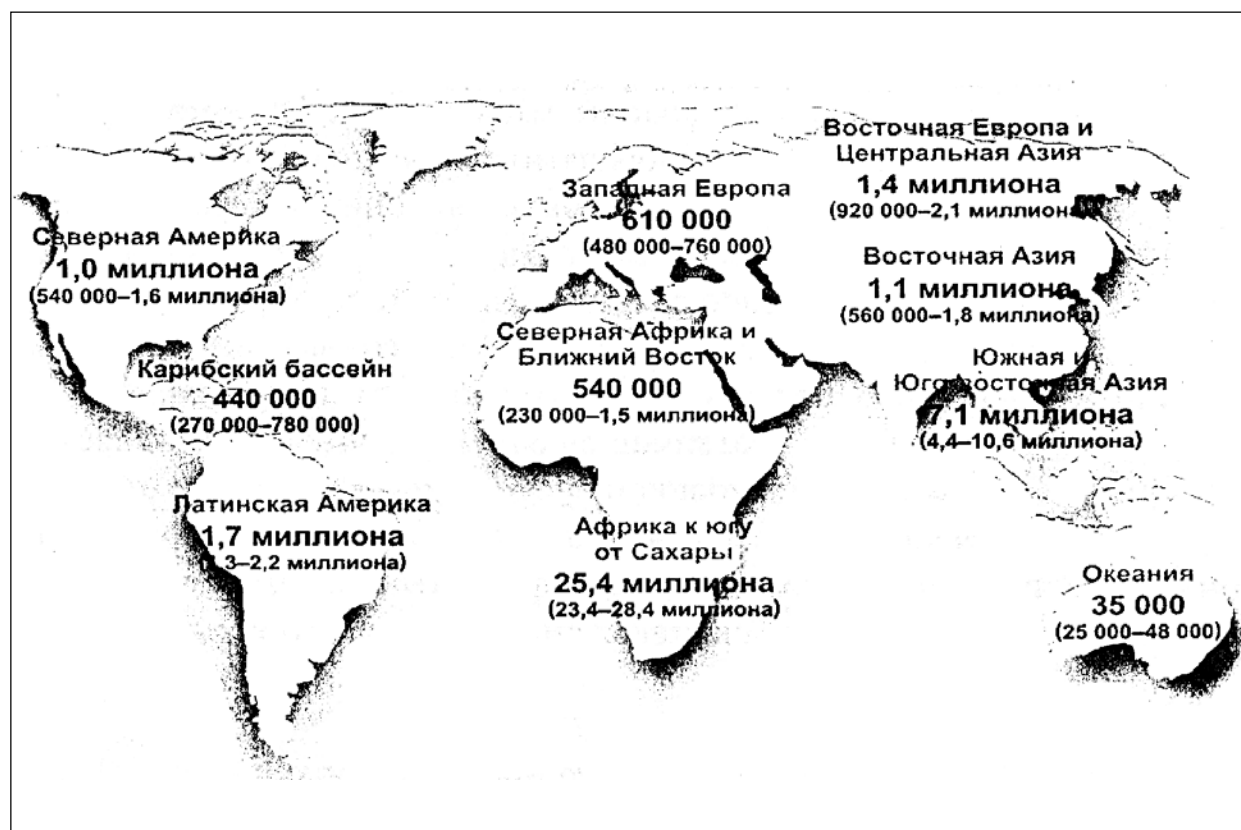 Восточная Европа и
Центральная Азия
1,4 миллиона
(920 000–2,1 миллиона)
Западная Европа
610 000
(480 000–760 000)
Северная Америка
1,0 миллиона
(540 000–1,6 миллиона)
Восточная Азия
1,1 миллиона
(560 000–1,8 миллиона)
Северная Африка и
Ближний Восток
540 000
(230 000–1,5 миллиона)
Карибский бассейн
440 000
(270 000–780 000)
Южная и
Юго-восточная Азия
7,1 миллиона
(4,4–10,6 миллиона)
Латинская Америка
1,7 миллиона
(1,3–2,2 миллиона)
Африка к югу
от Сахары
25,4 миллиона
(23,4–28,4 миллиона)
Океания
35 000
(25 000–48 000)